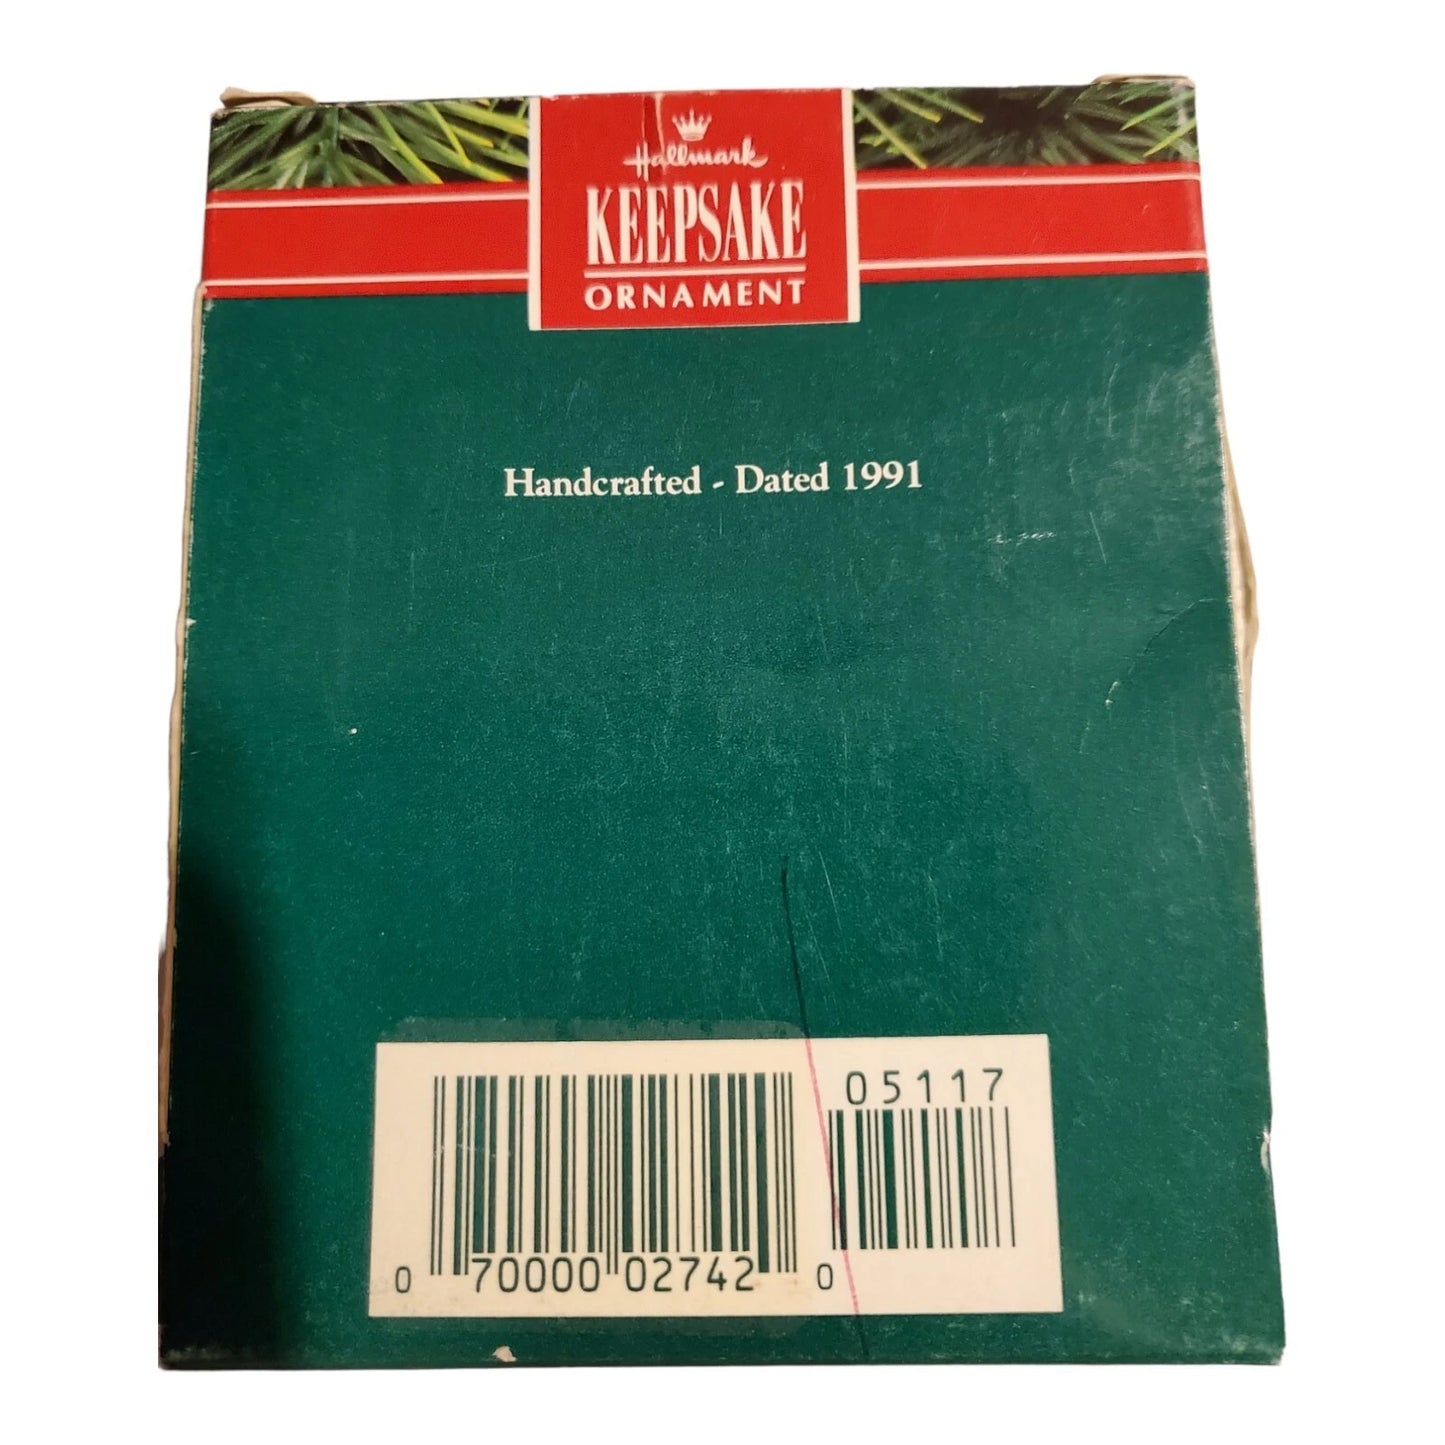 Hallmark
KEEPSAKE
ORNAMENT
Handcrafted - Dated 1991
05117
0 70000 02742 0